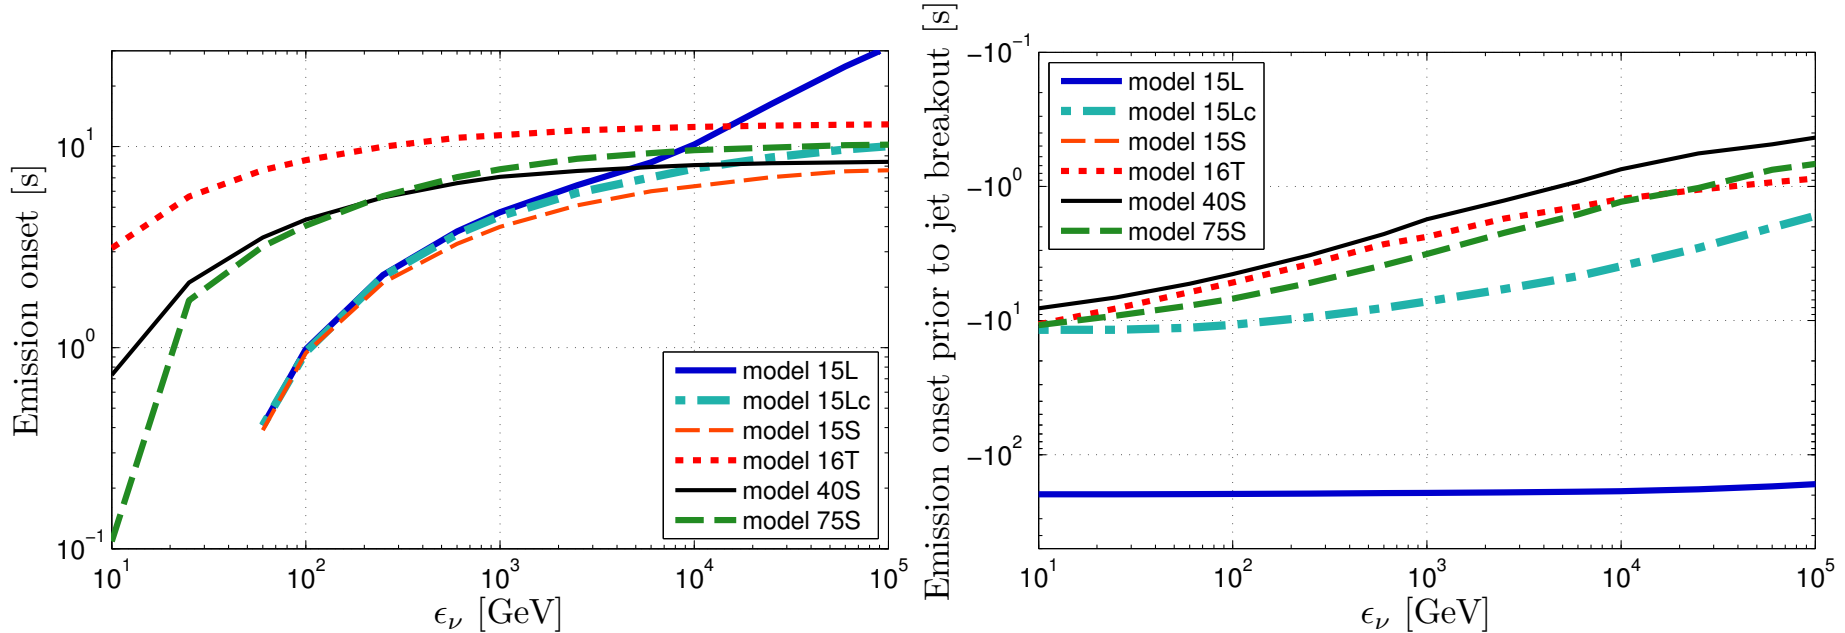 Emission onset [s]
10^1
10^0
10^-1
10^1 10^2 10^3 10^4 10^5
ϵ_ν [GeV]
model 15L
model 15Lc
model 15S
model 16T
model 40S
model 75S
Emission onset prior to jet breakout [s]
-10^-1
-10^0
-10^1
-10^2
10^1 10^2 10^3 10^4 10^5
ϵ_ν [GeV]
model 15L
model 15Lc
model 15S
model 16T
model 40S
model 75S